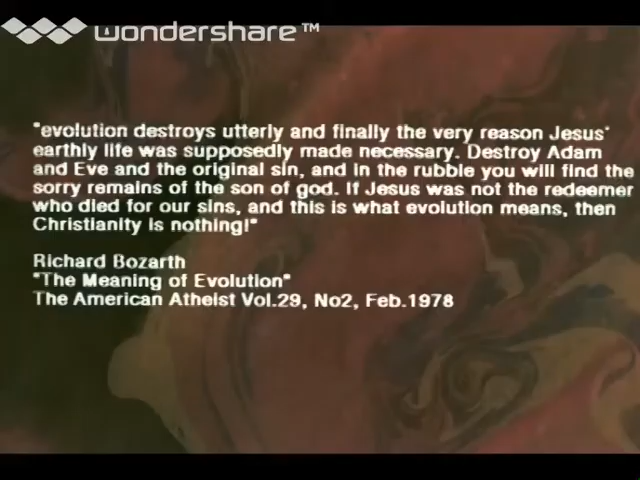 wondershare™
"evolution destroys utterly and finally the very reason Jesus'
earthly life was supposedly made necessary. Destroy Adam
and Eve and the original sin, and in the rubble you will find the
sorry remains of the son of god. If Jesus was not the redeemer
who died for our sins, and this is what evolution means, then
Christianity is nothing!"
Richard Bozarth
"The Meaning of Evolution"
The American Atheist Vol.29, No2, Feb.1978